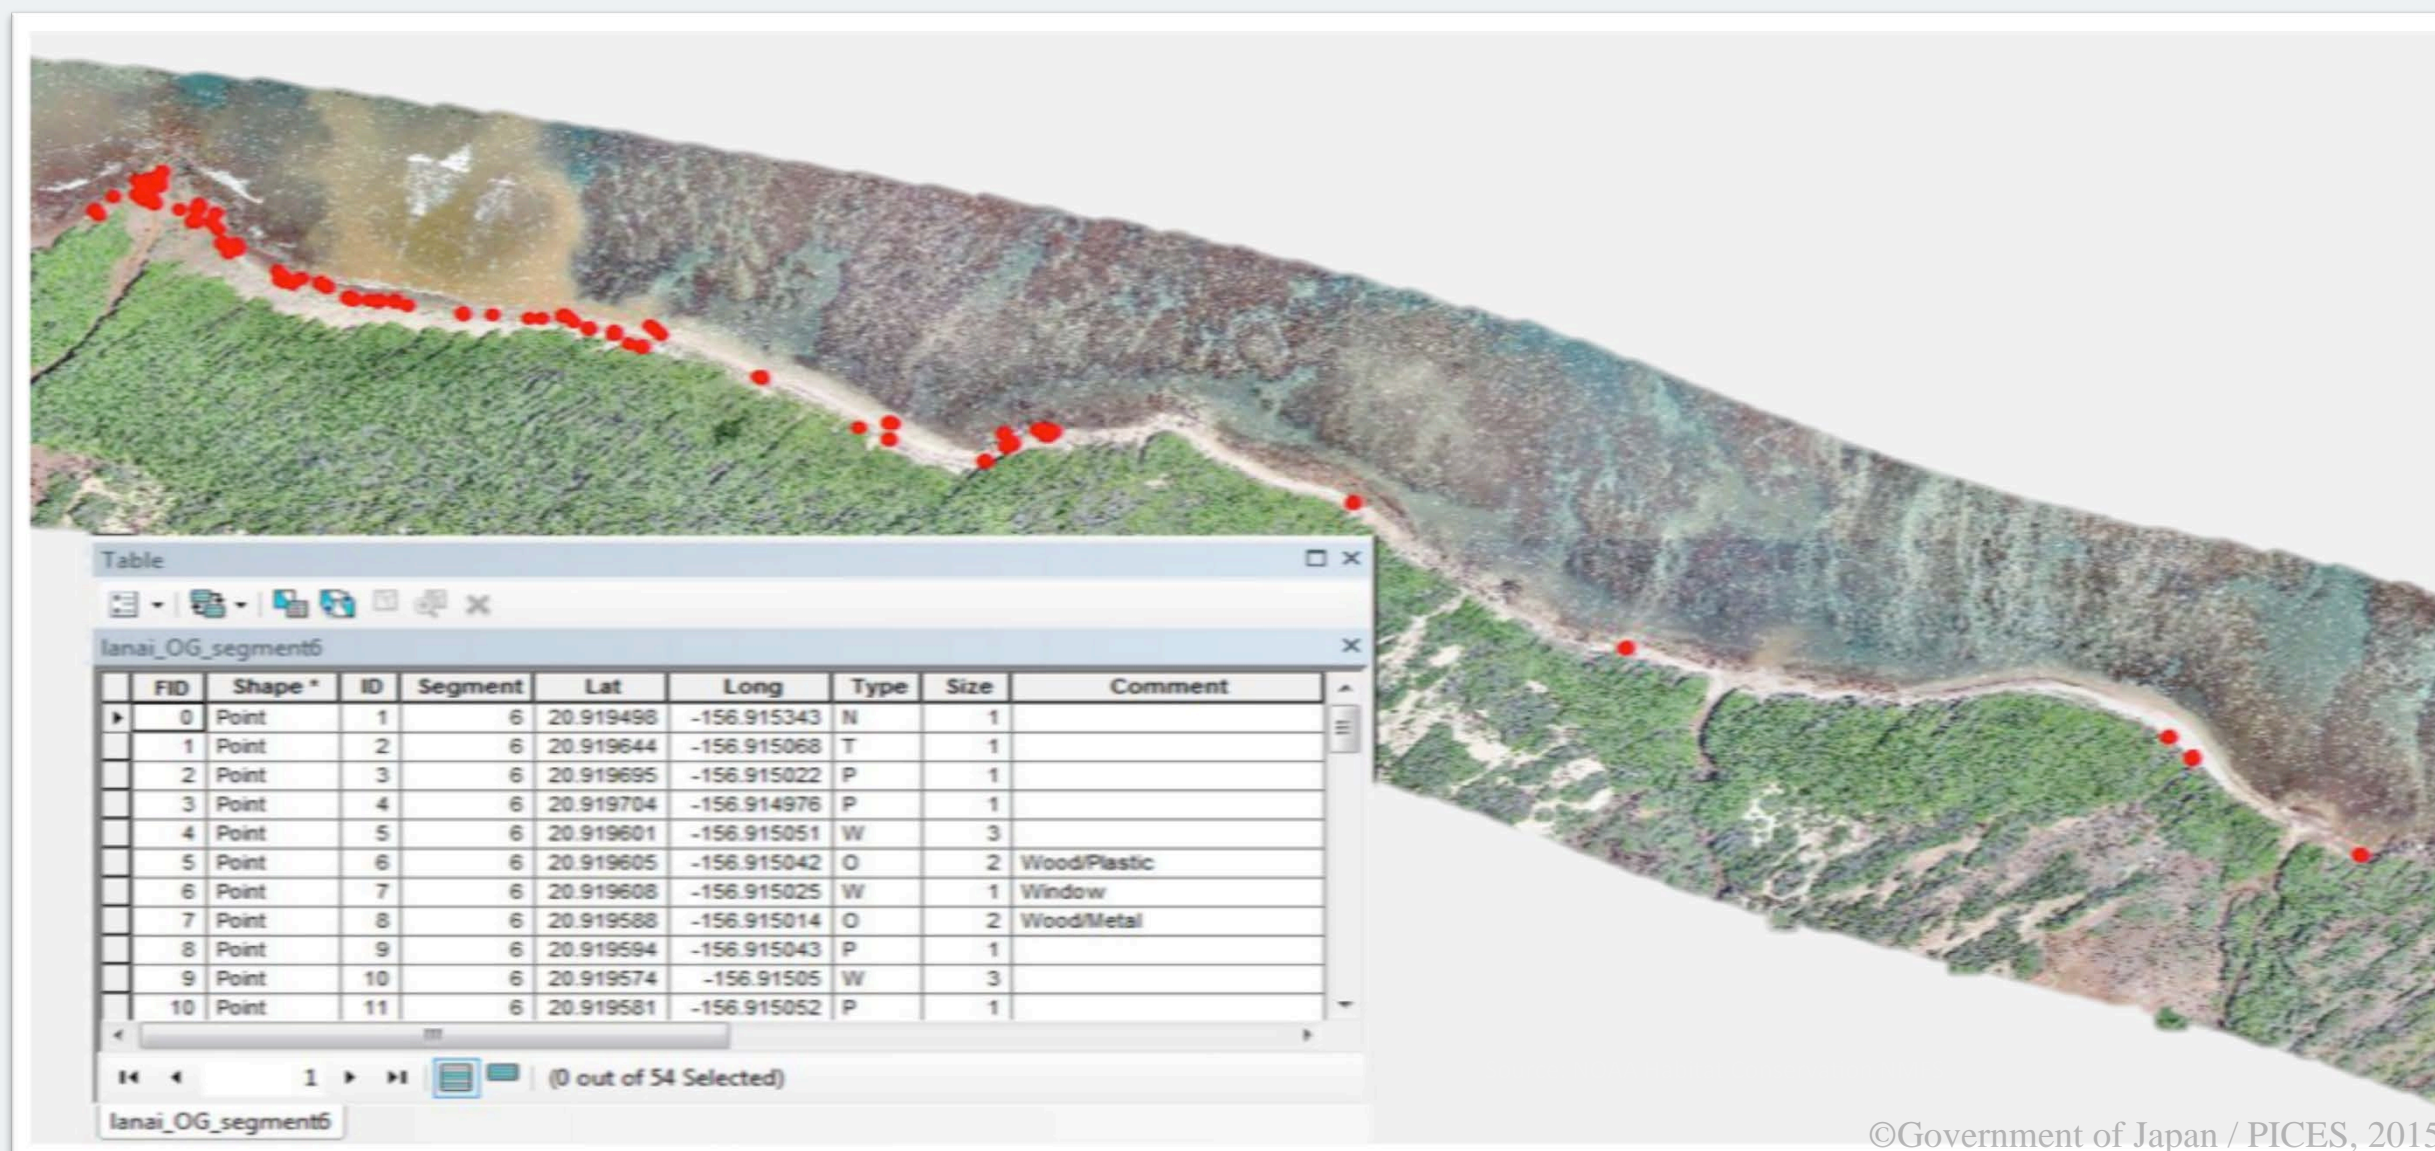 Table
lanai_OG_segment6
FID Shape * ID Segment Lat Long Type Size Comment
0 Point 1 6 20.919498 -156.915343 N 1
1 Point 2 6 20.919644 -156.915068 T 1
2 Point 3 6 20.919695 -156.915022 P 1
3 Point 4 6 20.919704 -156.914976 P 1
4 Point 5 6 20.919601 -156.915051 W 3
5 Point 6 6 20.919605 -156.915042 O 2 Wood/Plastic
6 Point 7 6 20.919608 -156.915025 W 1 Window
7 Point 8 6 20.919588 -156.915014 O 2 Wood/Metal
8 Point 9 6 20.919594 -156.915043 P 1
9 Point 10 6 20.919574 -156.91505 W 3
10 Point 11 6 20.919581 -156.915052 P 1
1 (0 out of 54 Selected)
lanai_OG_segment6
©Government of Japan / PICES, 2015